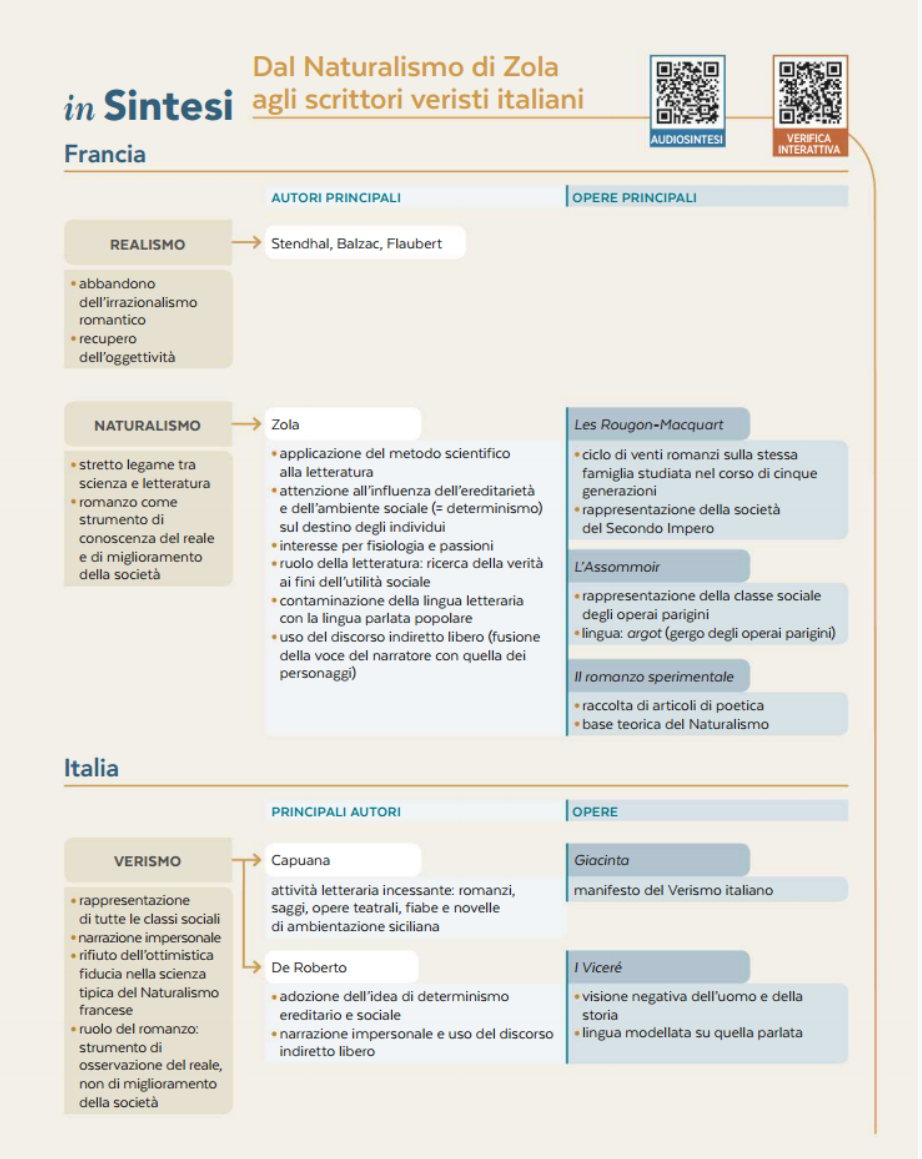 in Sintesi
Dal Naturalismo di Zola
agli scrittori veristi italiani
AUDIOSINTESI
VERIFICA
INTERATTIVA
Francia
AUTORI PRINCIPALI
OPERE PRINCIPALI
REALISMO
• abbandono
dell'irrazionalismo
romantico
• recupero
dell'oggettività
Stendhal, Balzac, Flaubert
NATURALISMO
• stretto legame tra
scienza e letteratura
• romanzo come
strumento di
conoscenza del reale
e di miglioramento
della società
Zola
• applicazione del metodo scientifico
alla letteratura
• attenzione all'influenza dell'ereditarietà
e dell'ambiente sociale (= determinismo)
sul destino degli individui
• interesse per fisiologia e passioni
• ruolo della letteratura: ricerca della verità
ai fini dell'utilità sociale
• contaminazione della lingua letteraria
con la lingua parlata popolare
• uso del discorso indiretto libero (fusione
della voce del narratore con quella dei
personaggi)
Les Rougon-Macquart
• ciclo di venti romanzi sulla stessa
famiglia studiata nel corso di cinque
generazioni
• rappresentazione della società
del Secondo Impero
L'Assommoir
• rappresentazione della classe sociale
degli operai parigini
• lingua: argot (gergo degli operai parigini)
Il romanzo sperimentale
• raccolta di articoli di poetica
• base teorica del Naturalismo
Italia
PRINCIPALI AUTORI
OPERE
VERISMO
• rappresentazione
di tutte le classi sociali
• narrazione impersonale
• rifiuto dell'ottimistica
fiducia nella scienza
tipica del Naturalismo
francese
• ruolo del romanzo:
strumento di
osservazione del reale,
non di miglioramento
della società
Capuana
attività letteraria incessante: romanzi,
saggi, opere teatrali, fiabe e novelle
di ambientazione siciliana
Giacinta
manifesto del Verismo italiano
De Roberto
• adozione dell'idea di determinismo
ereditario e sociale
• narrazione impersonale e uso del discorso
indiretto libero
I Viceré
• visione negativa dell'uomo e della
storia
• lingua modellata su quella parlata